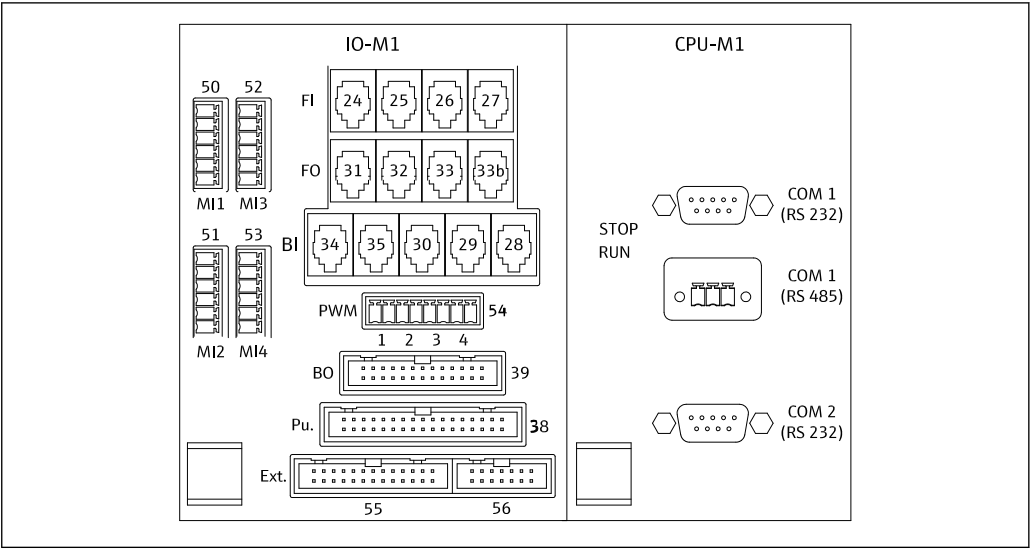 IO-M1
CPU-M1
50 52
FI 24 25 26 27
MI1 MI3
FO 31 32 33 33b
51 53
BI 34 35 30 29 28
MI2 MI4
PWM 54
1 2 3 4
BO 39
Pu. 38
Ext.
55 56
STOP
RUN
COM 1
(RS 232)
COM 1
(RS 485)
COM 2
(RS 232)